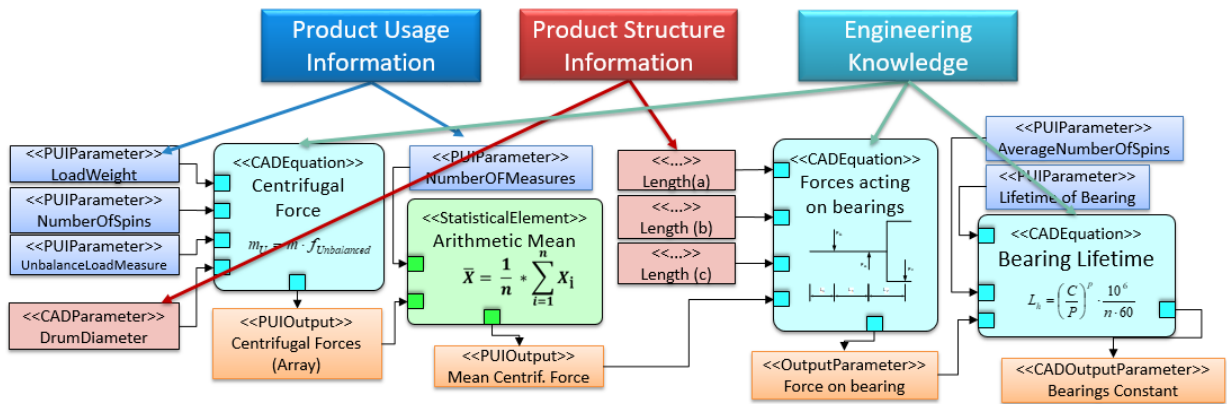 Product Usage
Information
Product Structure
Information
Engineering
Knowledge
<<PUIParameter>>
LoadWeight
<<PUIParameter>>
NumberOfSpins
<<PUIParameter>>
UnbalanceLoadMeasure
<<CADParameter>>
DrumDiameter
<<CADEquation>>
Centrifugal
Force
m_U = m · f_Unbalanced
<<PUIOutput>>
Centrifugal Forces
(Array)
<<PUIParameter>>
NumberOFMeasures
<<StatisticalElement>>
Arithmetic Mean
X̅ = 1/n * ∑_{i=1}^{n} X_i
<<PUIOutput>>
Mean Centrif. Force
<<...>>
Length(a)
<<...>>
Length (b)
<<...>>
Length (c)
<<CADEquation>>
Forces acting
on bearings
<<OutputParameter>>
Force on bearing
<<PUIParameter>>
AverageNumberOfSpins
<<PUIParameter>>
Lifetime of Bearing
<<CADEquation>>
Bearing Lifetime
L_h = (C/P)^p · 10^6/(n·60)
<<CADOutputParameter>>
Bearings Constant